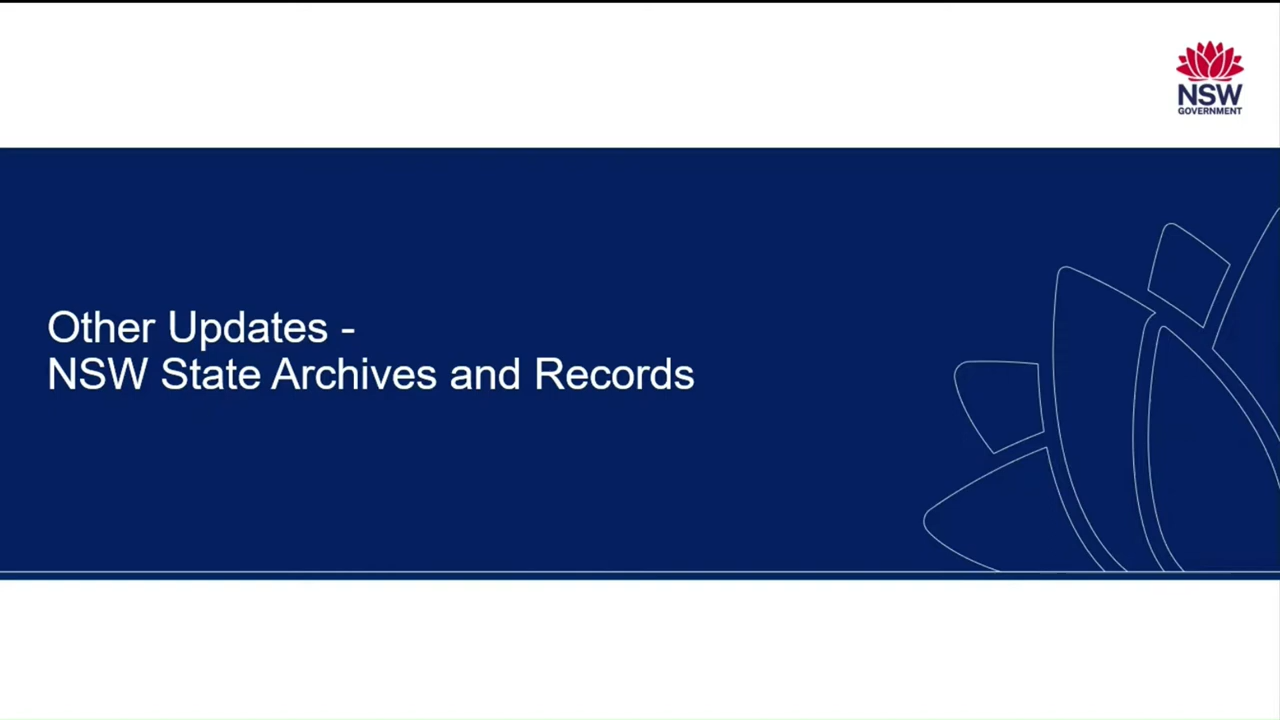 NSW
GOVERNMENT
Other Updates -
NSW State Archives and Records